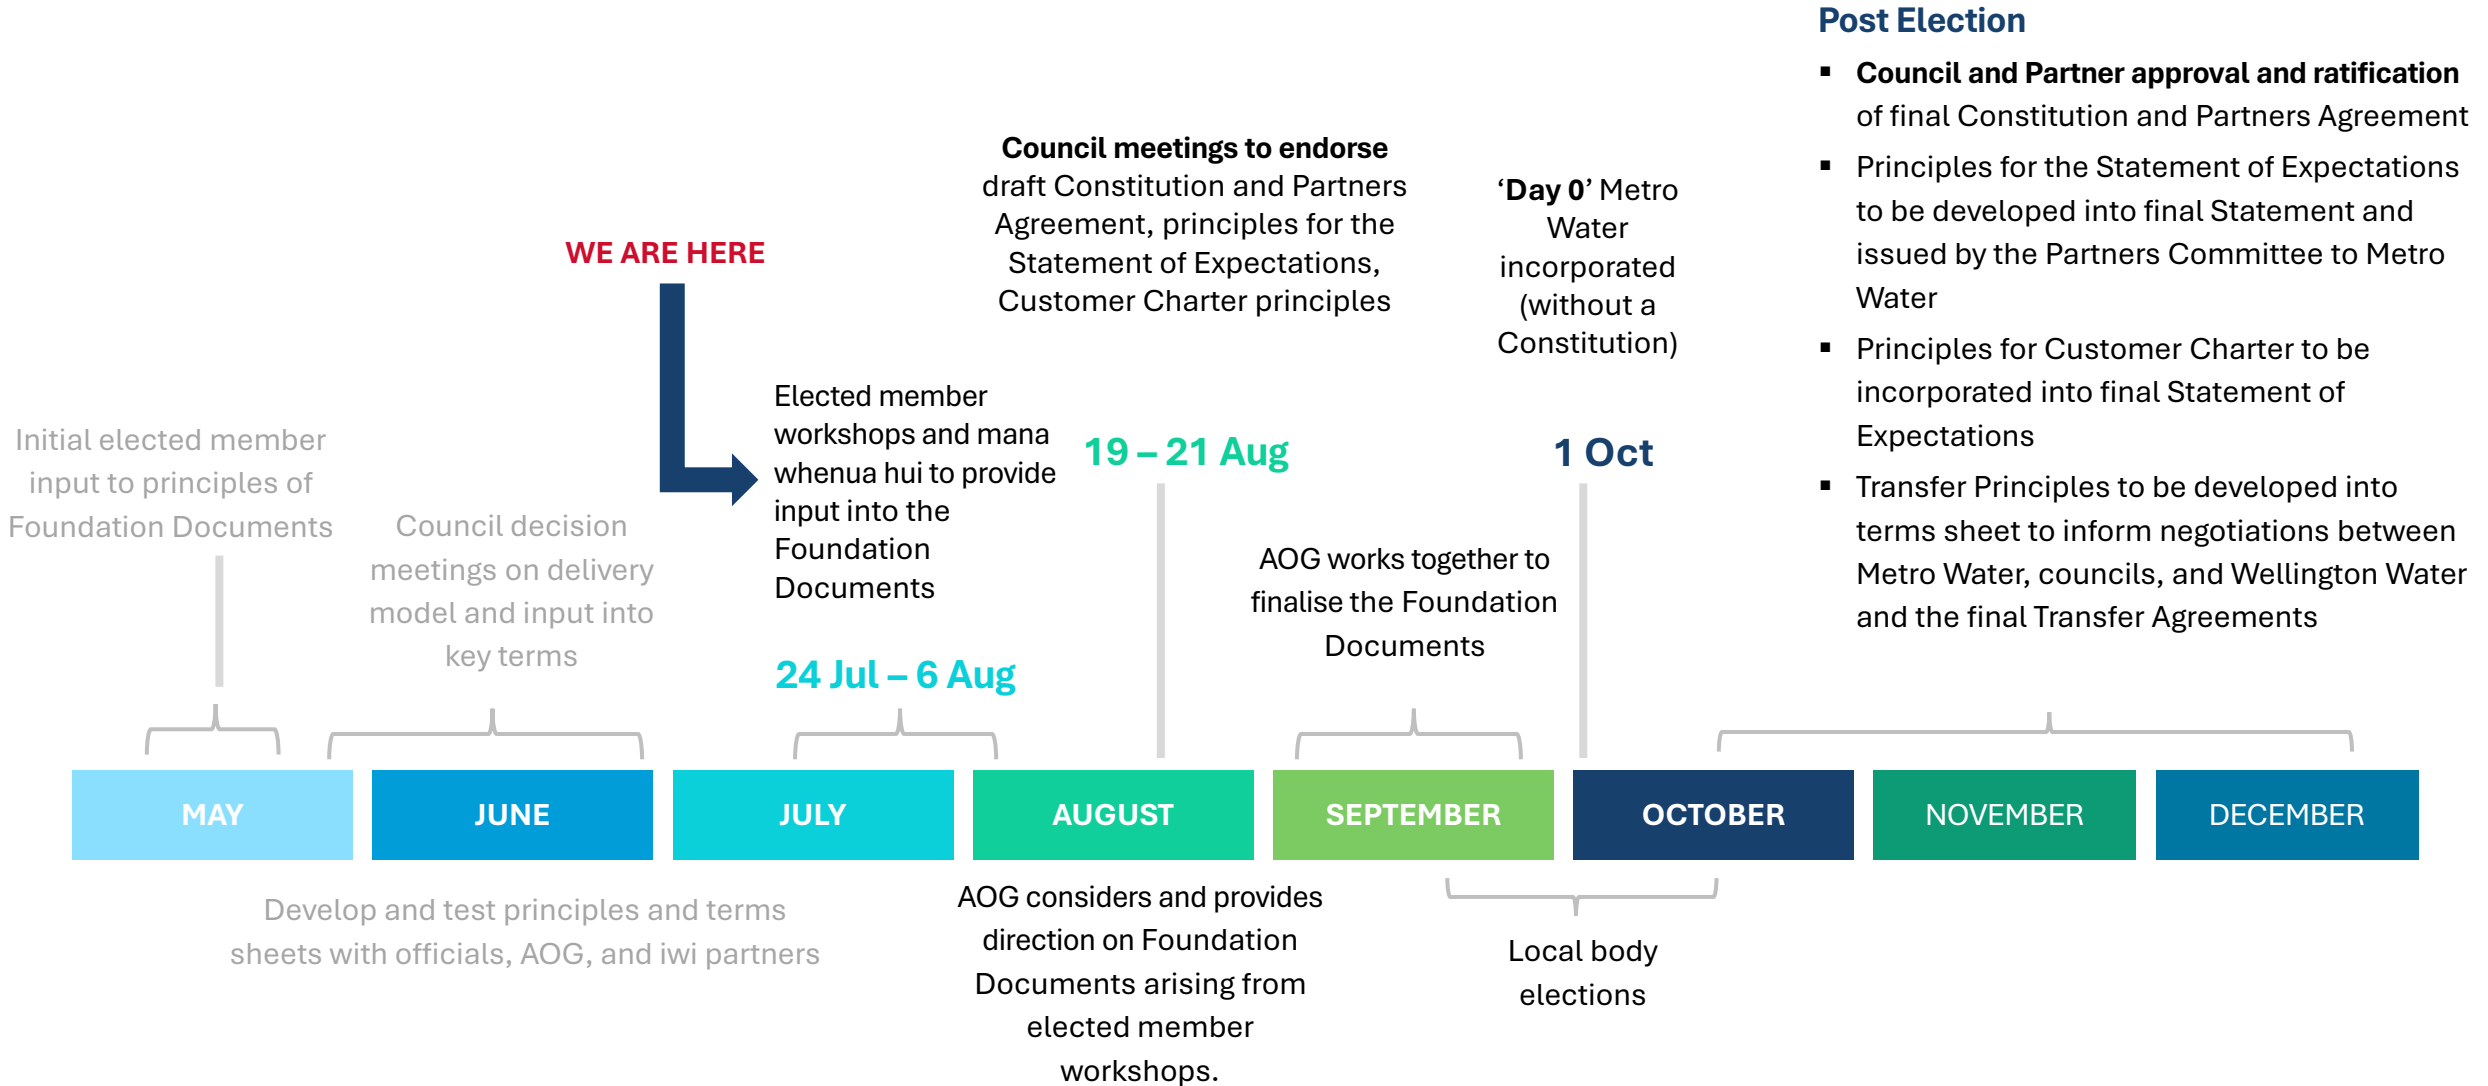 Post Election
▪ Council and Partner approval and ratification
of final Constitution and Partners Agreement
▪ Principles for the Statement of Expectations
to be developed into final Statement and
issued by the Partners Committee to Metro
Water
▪ Principles for Customer Charter to be
incorporated into final Statement of
Expectations
▪ Transfer Principles to be developed into
terms sheet to inform negotiations between
Metro Water, councils, and Wellington Water
and the final Transfer Agreements
Council meetings to endorse
draft Constitution and Partners
Agreement, principles for the
Statement of Expectations,
Customer Charter principles
‘Day 0’ Metro
Water
incorporated
(without a
Constitution)
WE ARE HERE
Elected member
workshops and mana
whenua hui to provide
input into the
Foundation
Documents
19 – 21 Aug
1 Oct
Initial elected member
input to principles of
Foundation Documents
Council decision
meetings on delivery
model and input into
key terms
24 Jul – 6 Aug
AOG works together to
finalise the Foundation
Documents
MAY
JUNE
JULY
AUGUST
SEPTEMBER
OCTOBER
NOVEMBER
DECEMBER
Develop and test principles and terms
sheets with officials, AOG, and iwi partners
AOG considers and provides
direction on Foundation
Documents arising from
elected member
workshops.
Local body
elections